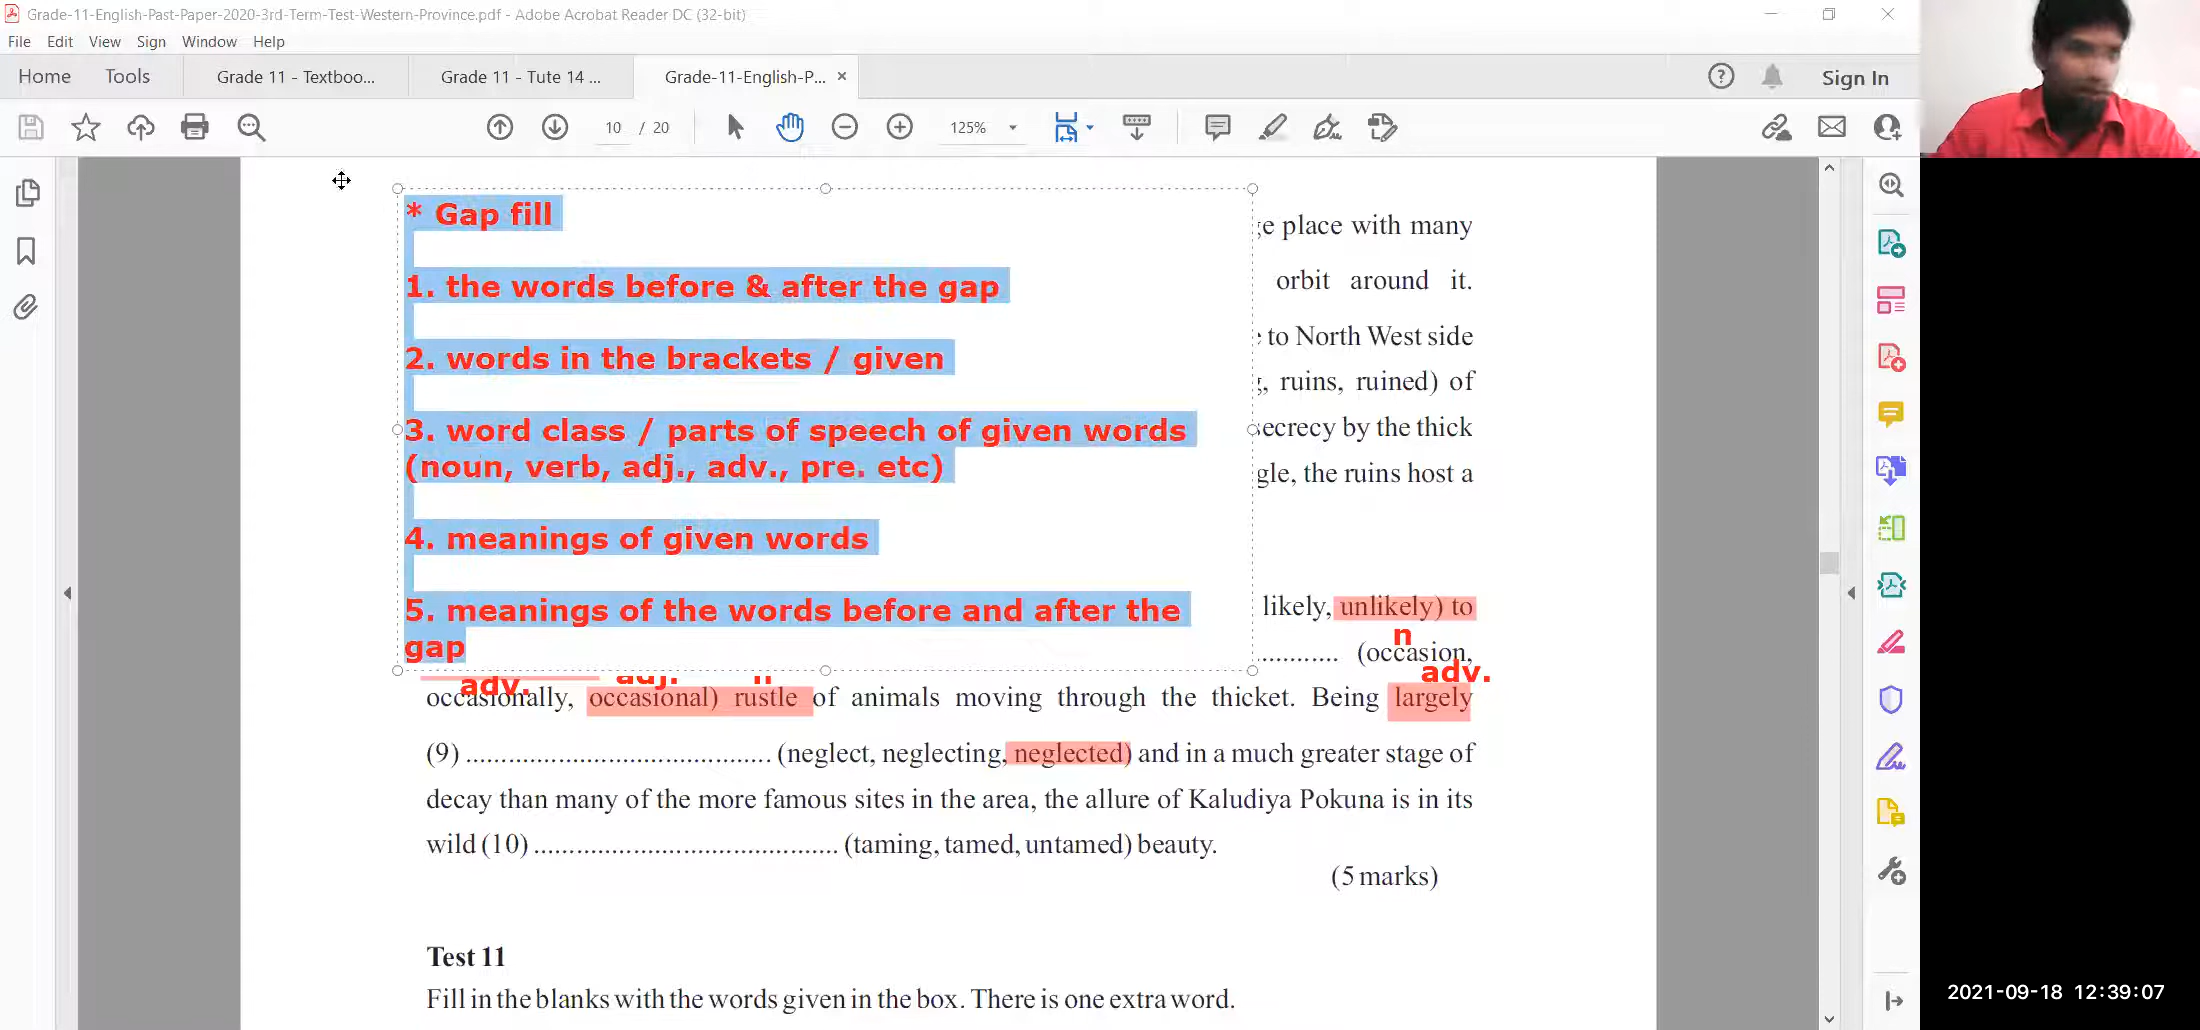 Grade-11-English-Past-Paper-2020-3rd-Term-Test-Western-Province.pdf - Adobe Acrobat Reader DC (32-bit)
File Edit View Sign Window Help
Home Tools Grade 11 - Textboo... Grade 11 - Tute 14 ... Grade-11-English-P... × Sign In
10 / 20 125%
* Gap fill
place with many
1. the words before & after the gap
orbit around it.
to North West side
2. words in the brackets / given
ruins, ruined) of
3. word class / parts of speech of given words
secrecy by the thick
(noun, verb, adj., adv., pre. etc)
the ruins host a
4. meanings of given words
5. meanings of the words before and after the
likely, unlikely) to
gap
n
............ (occasion,
adv. adj. n adv.
occasionally, occasional) rustle of animals moving through the thicket. Being largely
(9) ........................................... (neglect, neglecting, neglected) and in a much greater stage of
decay than many of the more famous sites in the area, the allure of Kaludiya Pokuna is in its
wild (10) ........................................... (taming, tamed, untamed) beauty.
(5 marks)
Test 11
Fill in the blanks with the words given in the box. There is one extra word.
2021-09-18 12:39:07